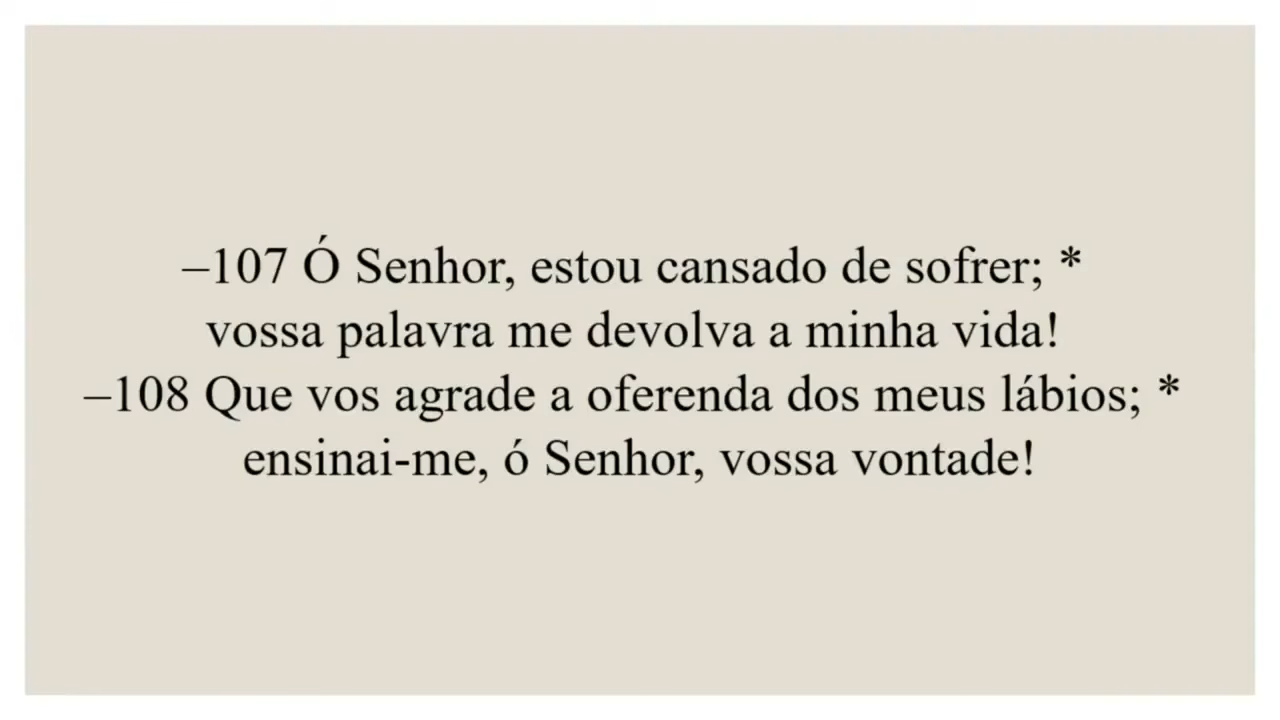 –107 Ó Senhor, estou cansado de sofrer; *
vossa palavra me devolva a minha vida!
–108 Que vos agrade a oferenda dos meus lábios; *
ensinai-me, ó Senhor, vossa vontade!